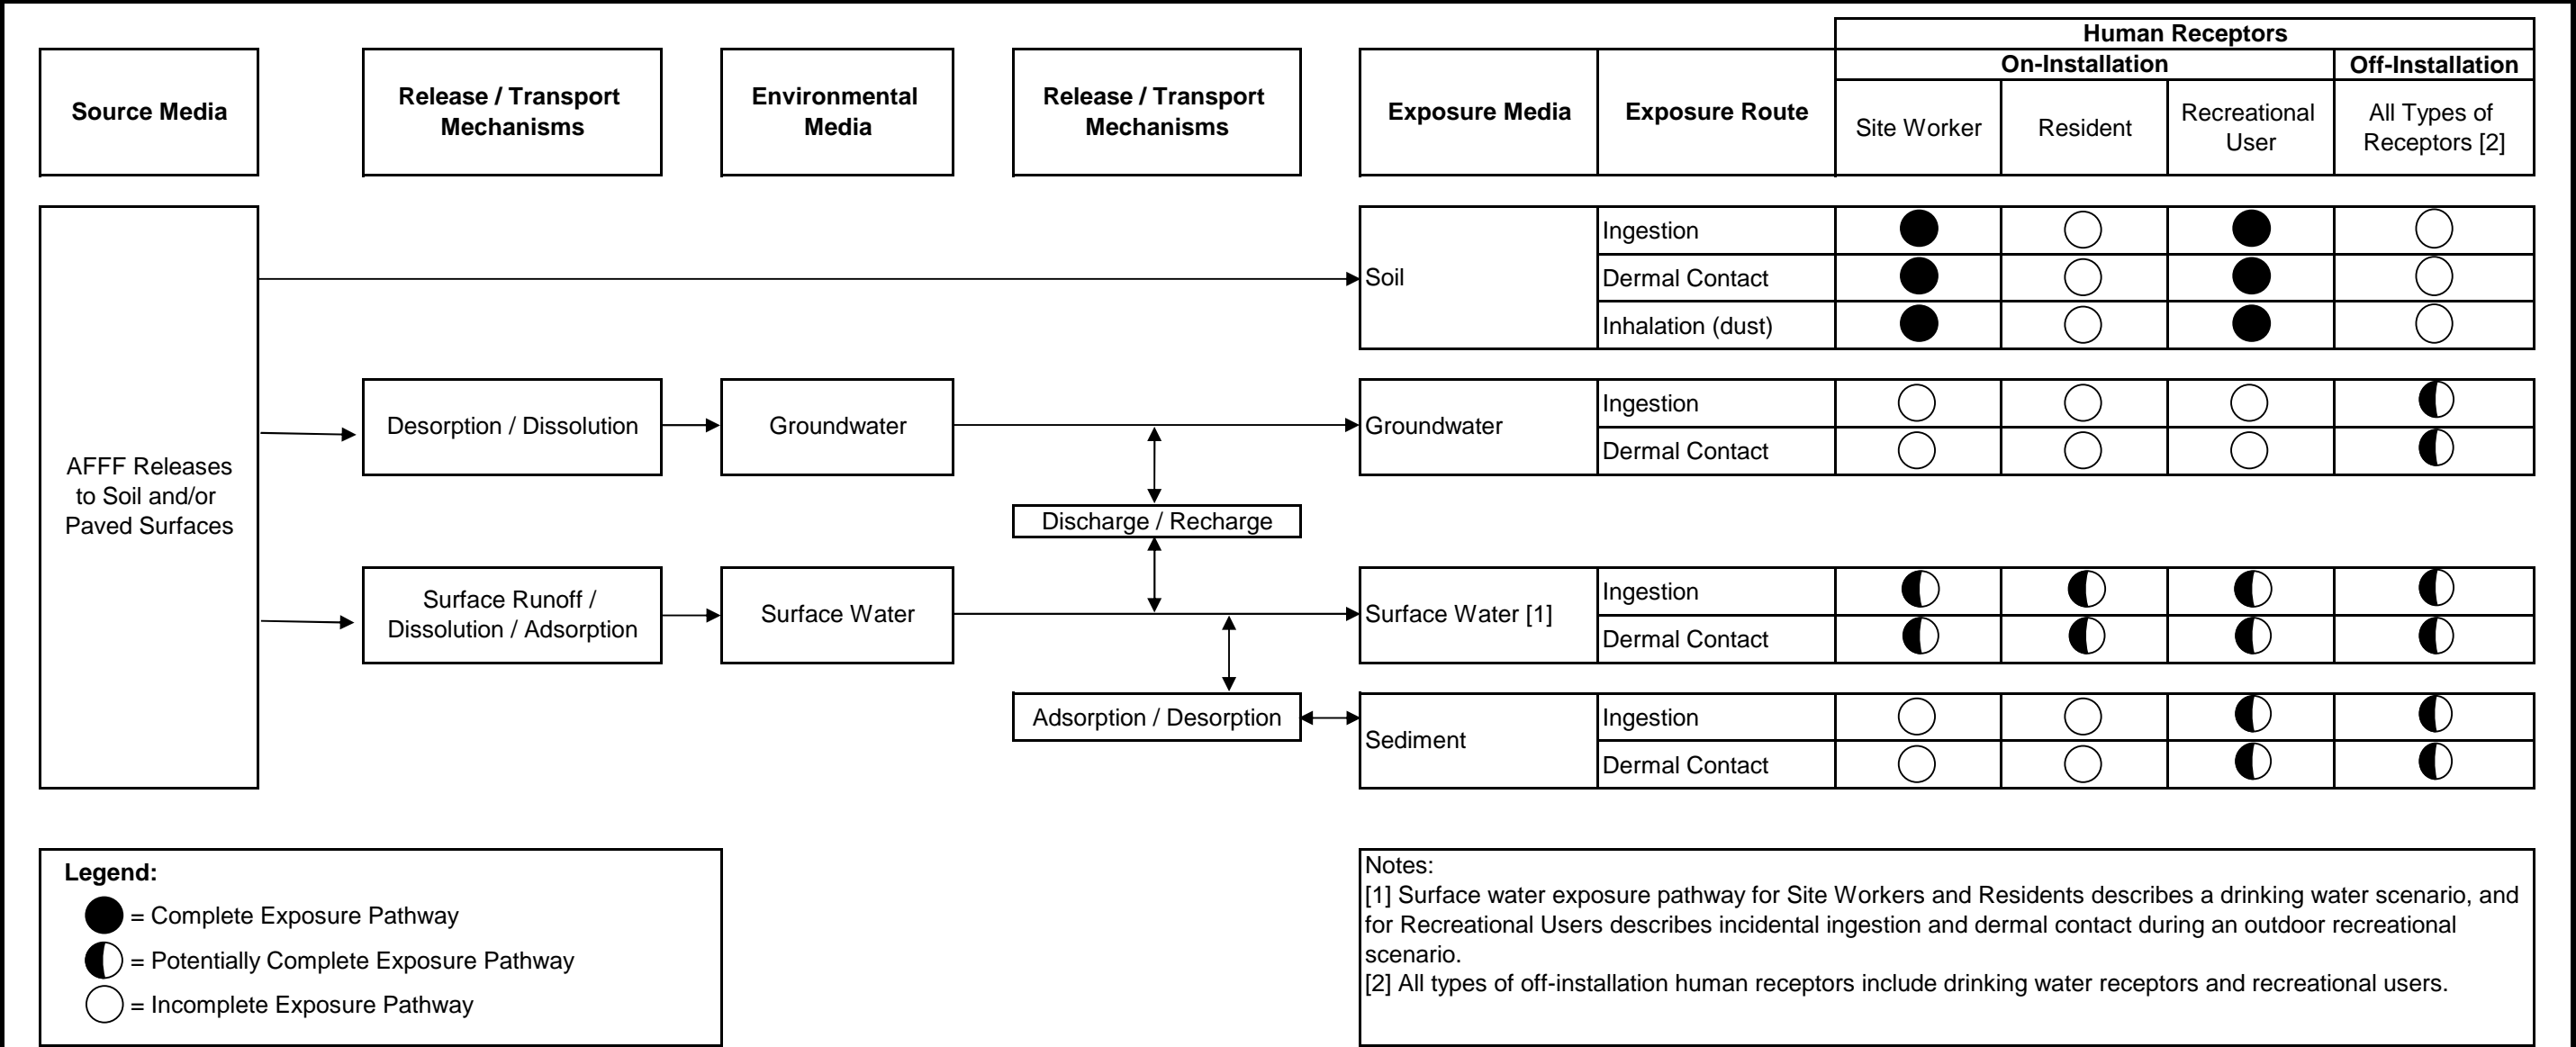 Human Receptors
On-Installation
Off-Installation
Source Media
Release / Transport
Mechanisms
Environmental
Media
Release / Transport
Mechanisms
Exposure Media
Exposure Route
Site Worker
Resident
Recreational
User
All Types of
Receptors [2]
AFFF Releases
to Soil and/or
Paved Surfaces
Soil
Ingestion
Dermal Contact
Inhalation (dust)
Desorption / Dissolution
Groundwater
Groundwater
Ingestion
Dermal Contact
Discharge / Recharge
Surface Runoff /
Dissolution / Adsorption
Surface Water
Surface Water [1]
Ingestion
Dermal Contact
Adsorption / Desorption
Sediment
Ingestion
Dermal Contact
Legend:
= Complete Exposure Pathway
= Potentially Complete Exposure Pathway
= Incomplete Exposure Pathway
Notes:
[1] Surface water exposure pathway for Site Workers and Residents describes a drinking water scenario, and
for Recreational Users describes incidental ingestion and dermal contact during an outdoor recreational
scenario.
[2] All types of off-installation human receptors include drinking water receptors and recreational users.